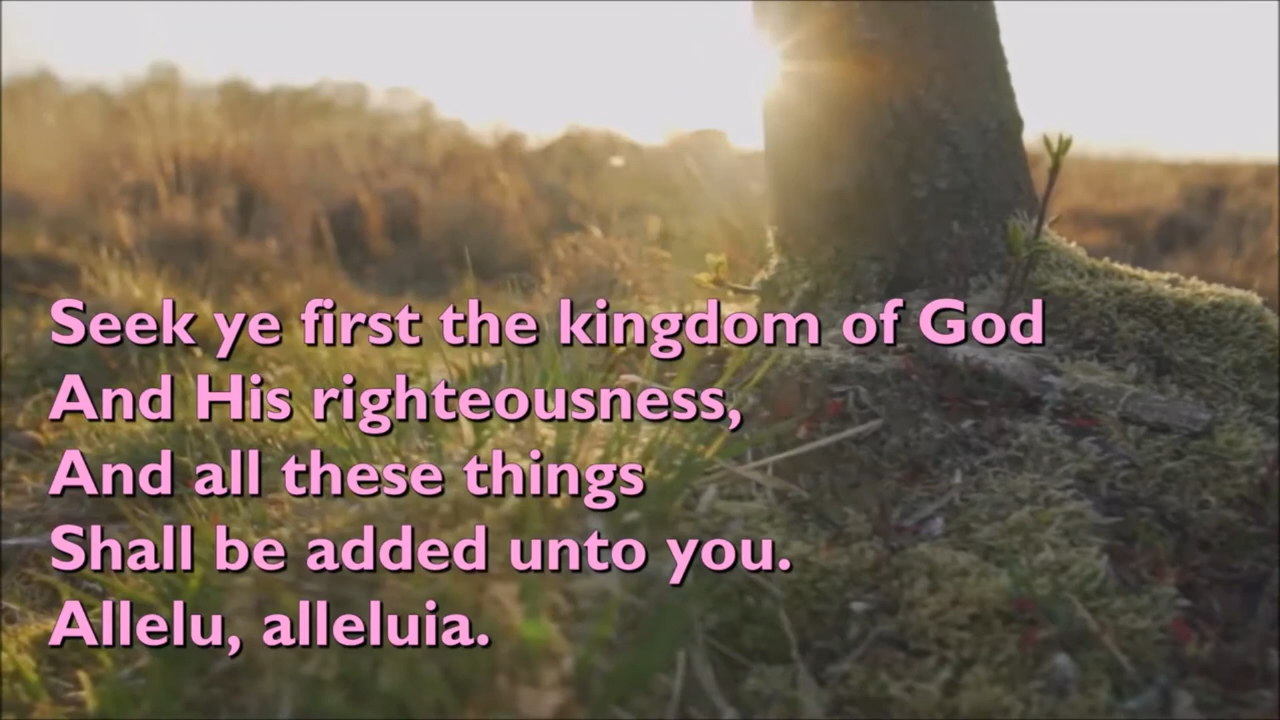 Seek ye first the kingdom of God
And His righteousness,
And all these things
Shall be added unto you.
Allelu, alleluia.